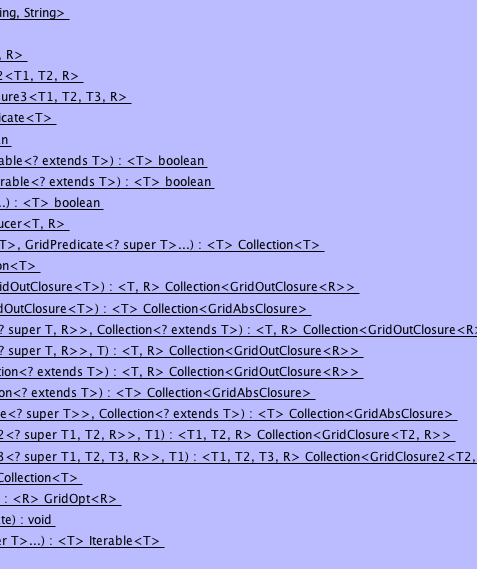 ing, String>
, R>
2<T1, T2, R>
ure3<T1, T2, T3, R>
icate<T>
n
able<? extends T>) : <T> boolean
rable<? extends T>) : <T> boolean
...) : <T> boolean
ucer<T, R>
T>, GridPredicate<? super T>...) : <T> Collection<T>
on<T>
idOutClosure<T>) : <T, R> Collection<GridOutClosure<R>>
dOutClosure<T>) : <T> Collection<GridAbsClosure>
? super T, R>>, Collection<? extends T>) : <T, R> Collection<GridOutClosure<R>
? super T, R>>, T) : <T, R> Collection<GridOutClosure<R>>
tion<? extends T>) : <T, R> Collection<GridOutClosure<R>>
on<? extends T>) : <T> Collection<GridAbsClosure>
e<? super T>>, Collection<? extends T>) : <T> Collection<GridAbsClosure>
2<? super T1, T2, R>>, T1) : <T1, T2, R> Collection<GridClosure<T2, R>>
3<? super T1, T2, T3, R>>, T1) : <T1, T2, T3, R> Collection<GridClosure2<T2,
Collection<T>
) : <R> GridOpt<R>
te) : void
er T>...) : <T> Iterable<T>